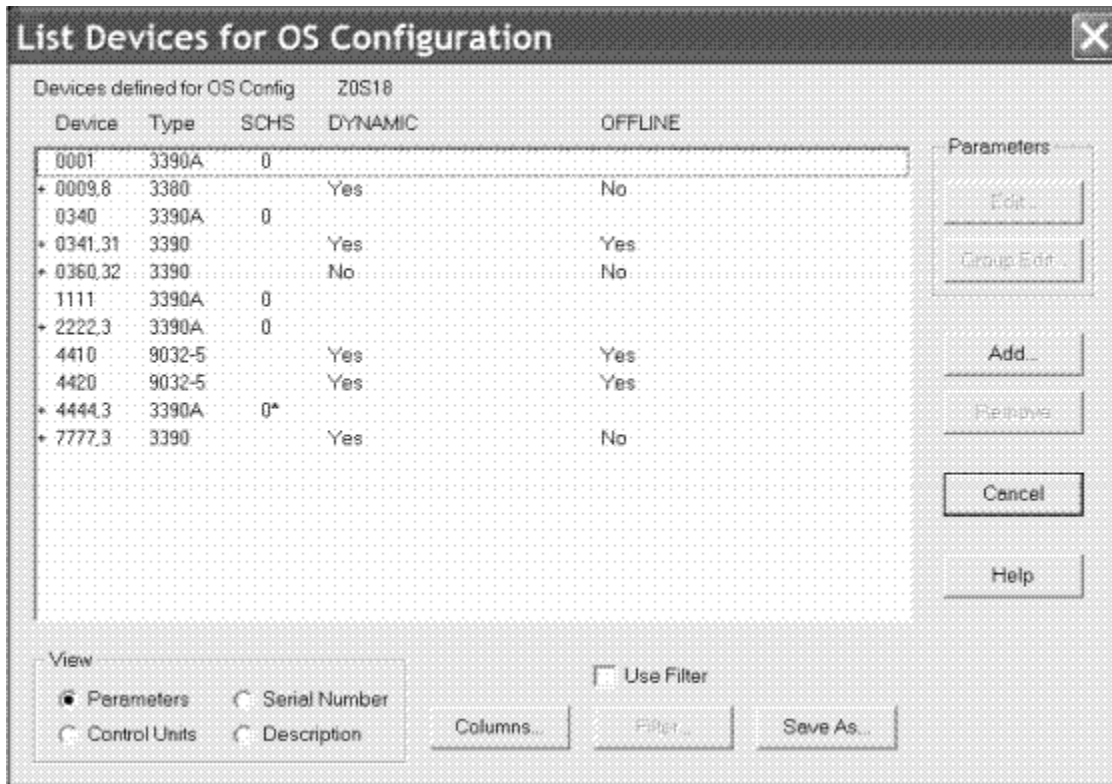 List Devices for OS Configuration
Devices defined for OS Config Z0S18
Device Type SCHS DYNAMIC OFFLINE
0001 3390A 0
+ 0009,8 3380 Yes No
0340 3390A 0
+ 0341,31 3390 Yes Yes
+ 0360,32 3390 No No
1111 3390A 0
+ 2222,3 3390A 0
4410 9032-5 Yes Yes
4420 9032-5 Yes Yes
+ 4444,3 3390A 0*
+ 7777,3 3390 Yes No
Parameters
Edit...
Group Edit...
Add...
Remove
Cancel
Help
View
Parameters Serial Number
Control Units Description
Use Filter
Columns... Filter... Save As...